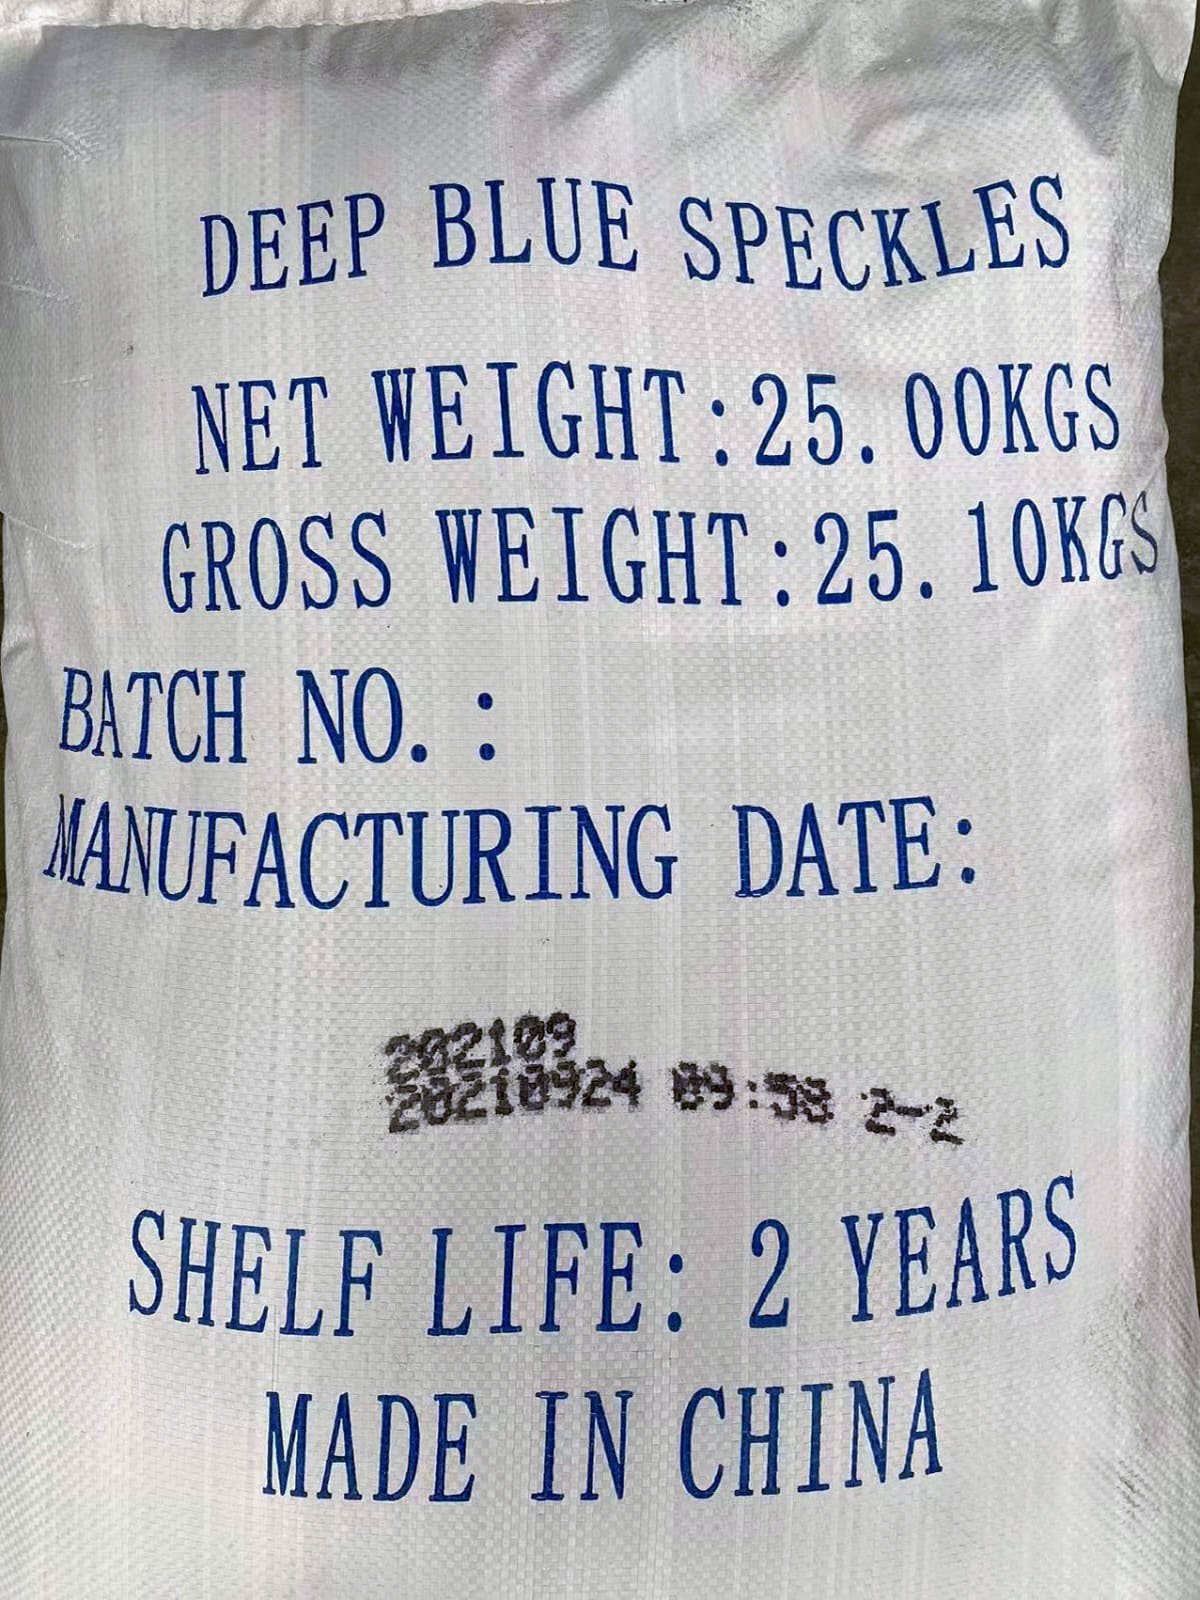 DEEP BLUE SPECKLES
NET WEIGHT:25.00KGS
GROSS WEIGHT:25.10KGS
BATCH NO.:
MANUFACTURING DATE:
202109
20210924 09:58 2-2
SHELF LIFE: 2 YEARS
MADE IN CHINA